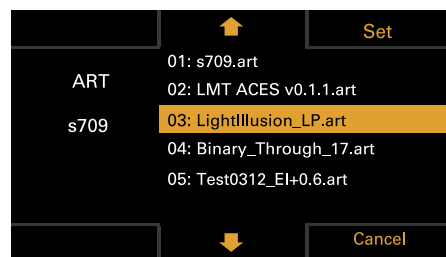 Set
ART
s709
01: s709.art
02: LMT ACES v0.1.1.art
03: LightIllusion_LP.art
04: Binary_Through_17.art
05: Test0312_EI+0.6.art
Cancel